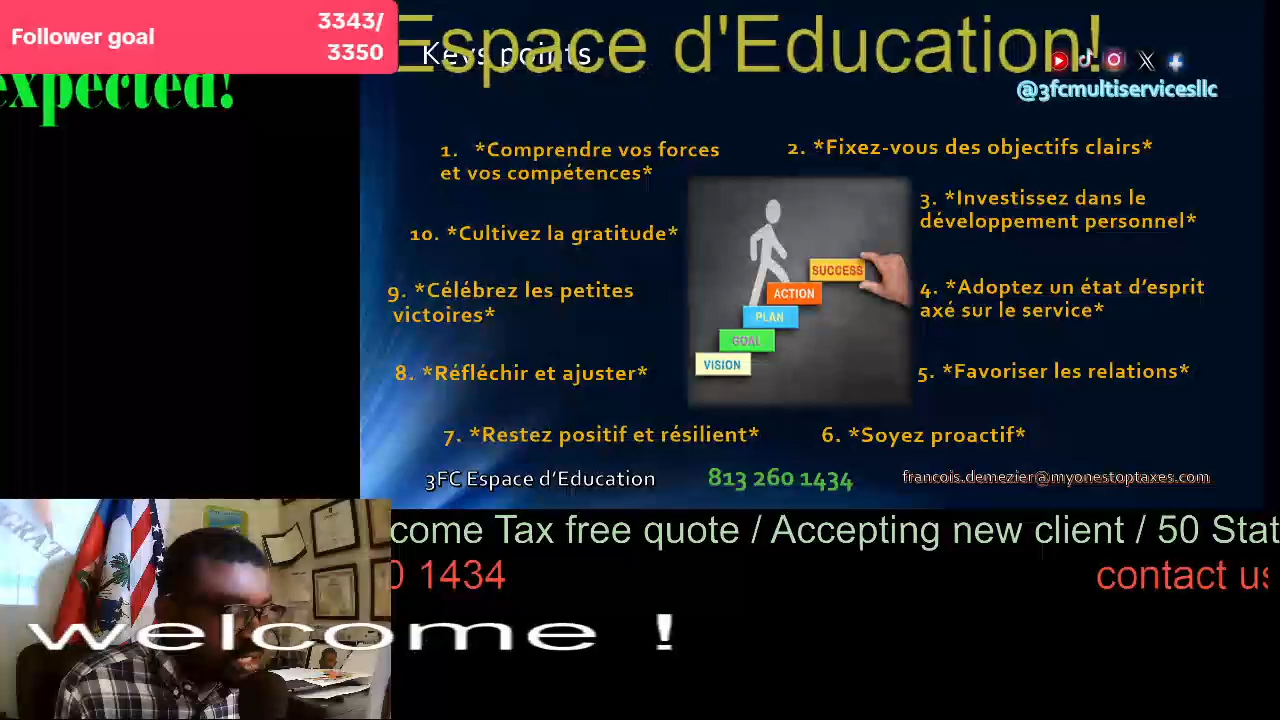 Follower goal
3343/
3350
Espace d'Education!
Keys points
expected!
@3fcmultiservicesllc
1. *Comprendre vos forces
et vos compétences*
2. *Fixez-vous des objectifs clairs*
3. *Investissez dans le
développement personnel*
10. *Cultivez la gratitude*
SUCCESS
ACTION
PLAN
GOAL
VISION
9. *Célébrez les petites
victoires*
4. *Adoptez un état d’esprit
axé sur le service*
8. *Réfléchir et ajuster*
5. *Favoriser les relations*
7. *Restez positif et résilient*
6. *Soyez proactif*
3FC Espace d’Education
813 260 1434
francois.demezier@myonestoptaxes.com
come Tax free quote / Accepting new client / 50 Stat
0 1434
contact us
welcome !